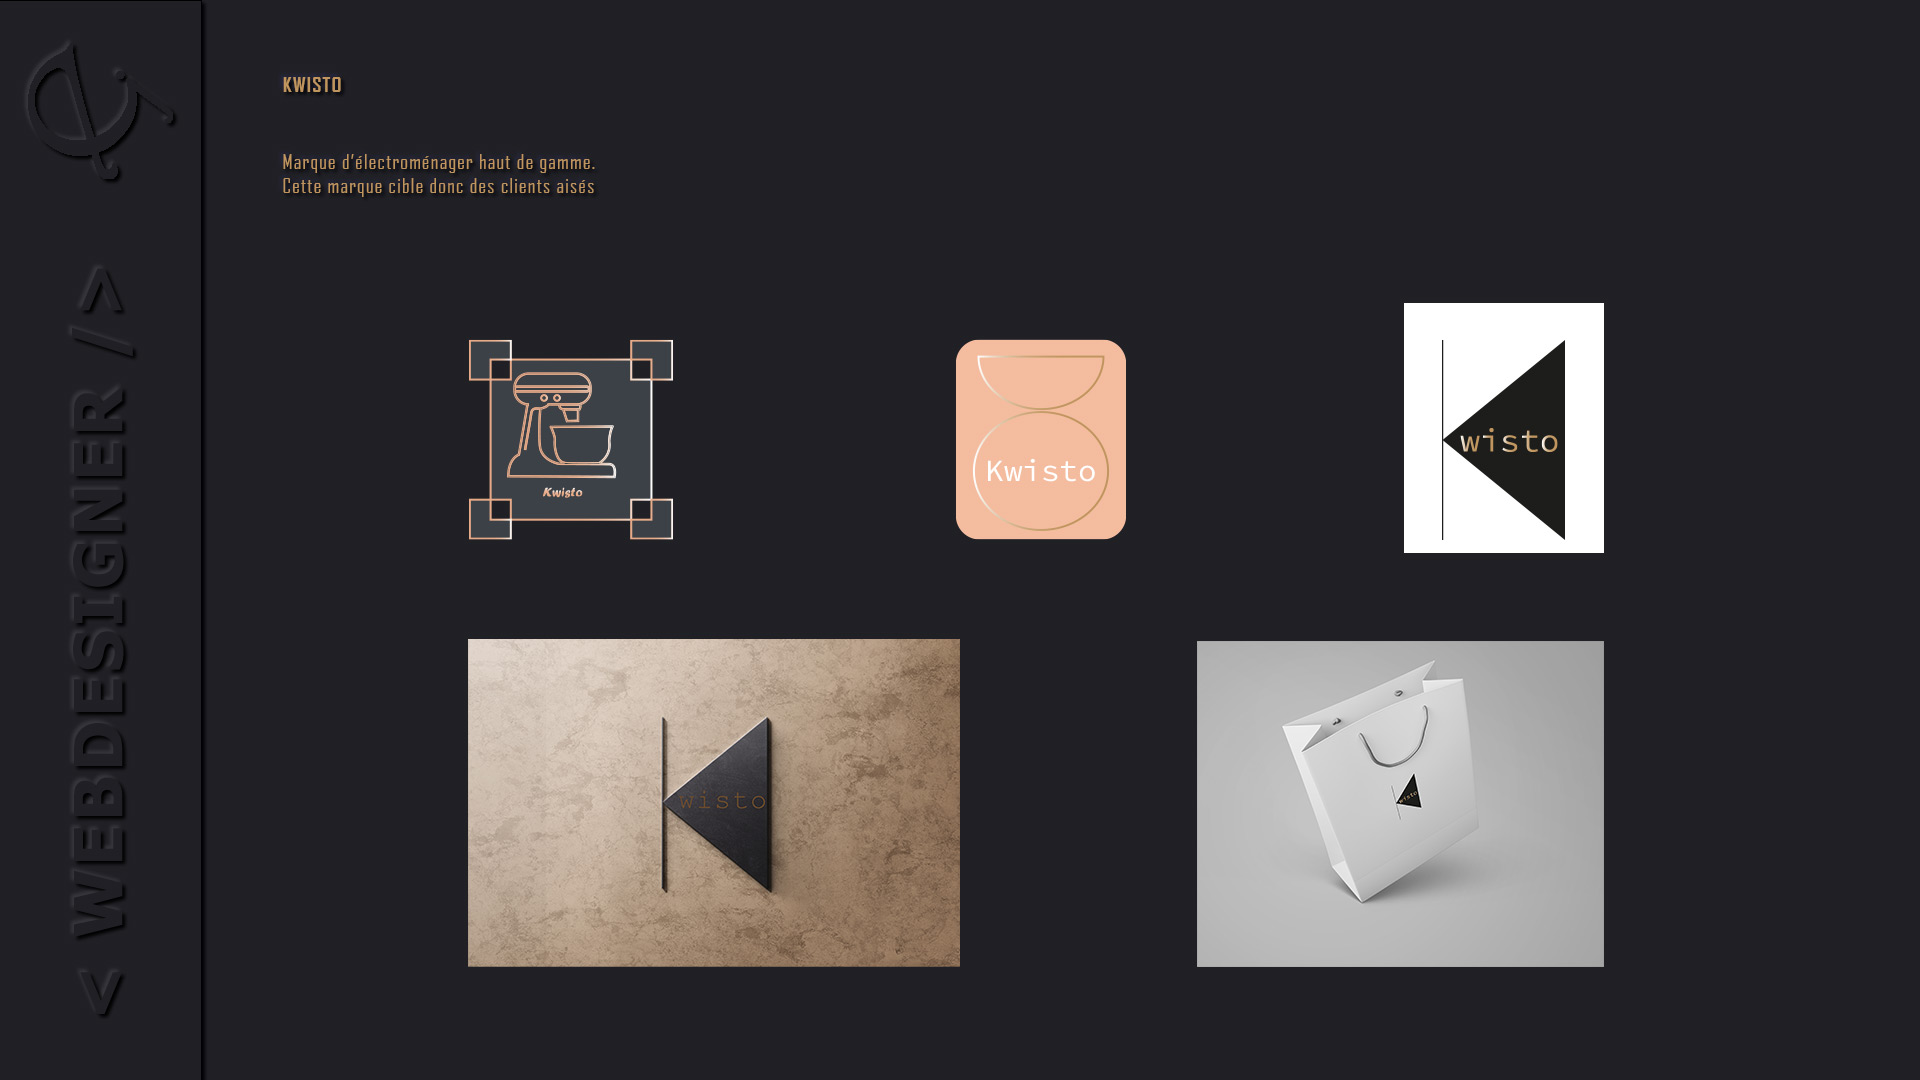 < WEBDESIGNER />
KWISTO
Marque d'électroménager haut de gamme.
Cette marque cible donc des clients aisés
Kwisto
Kwisto
wisto
wisto
wisto